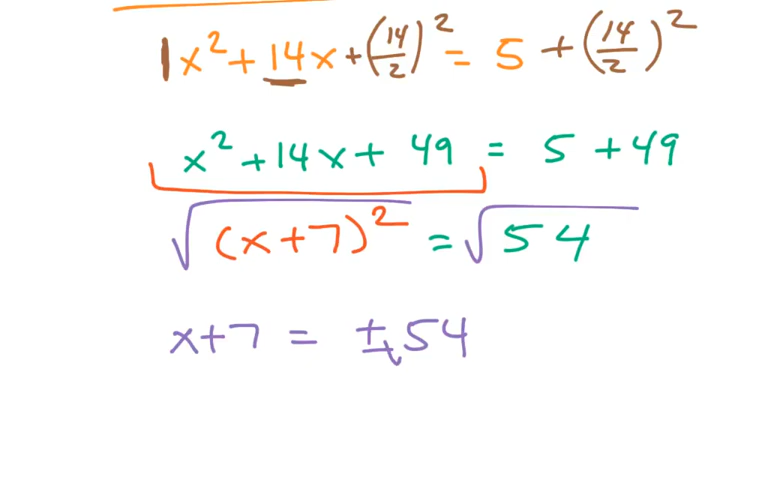 1x² + 14x + (14/2)² = 5 + (14/2)²
x² + 14x + 49 = 5 + 49
√(x+7)² = √54
x+7 = ± 54